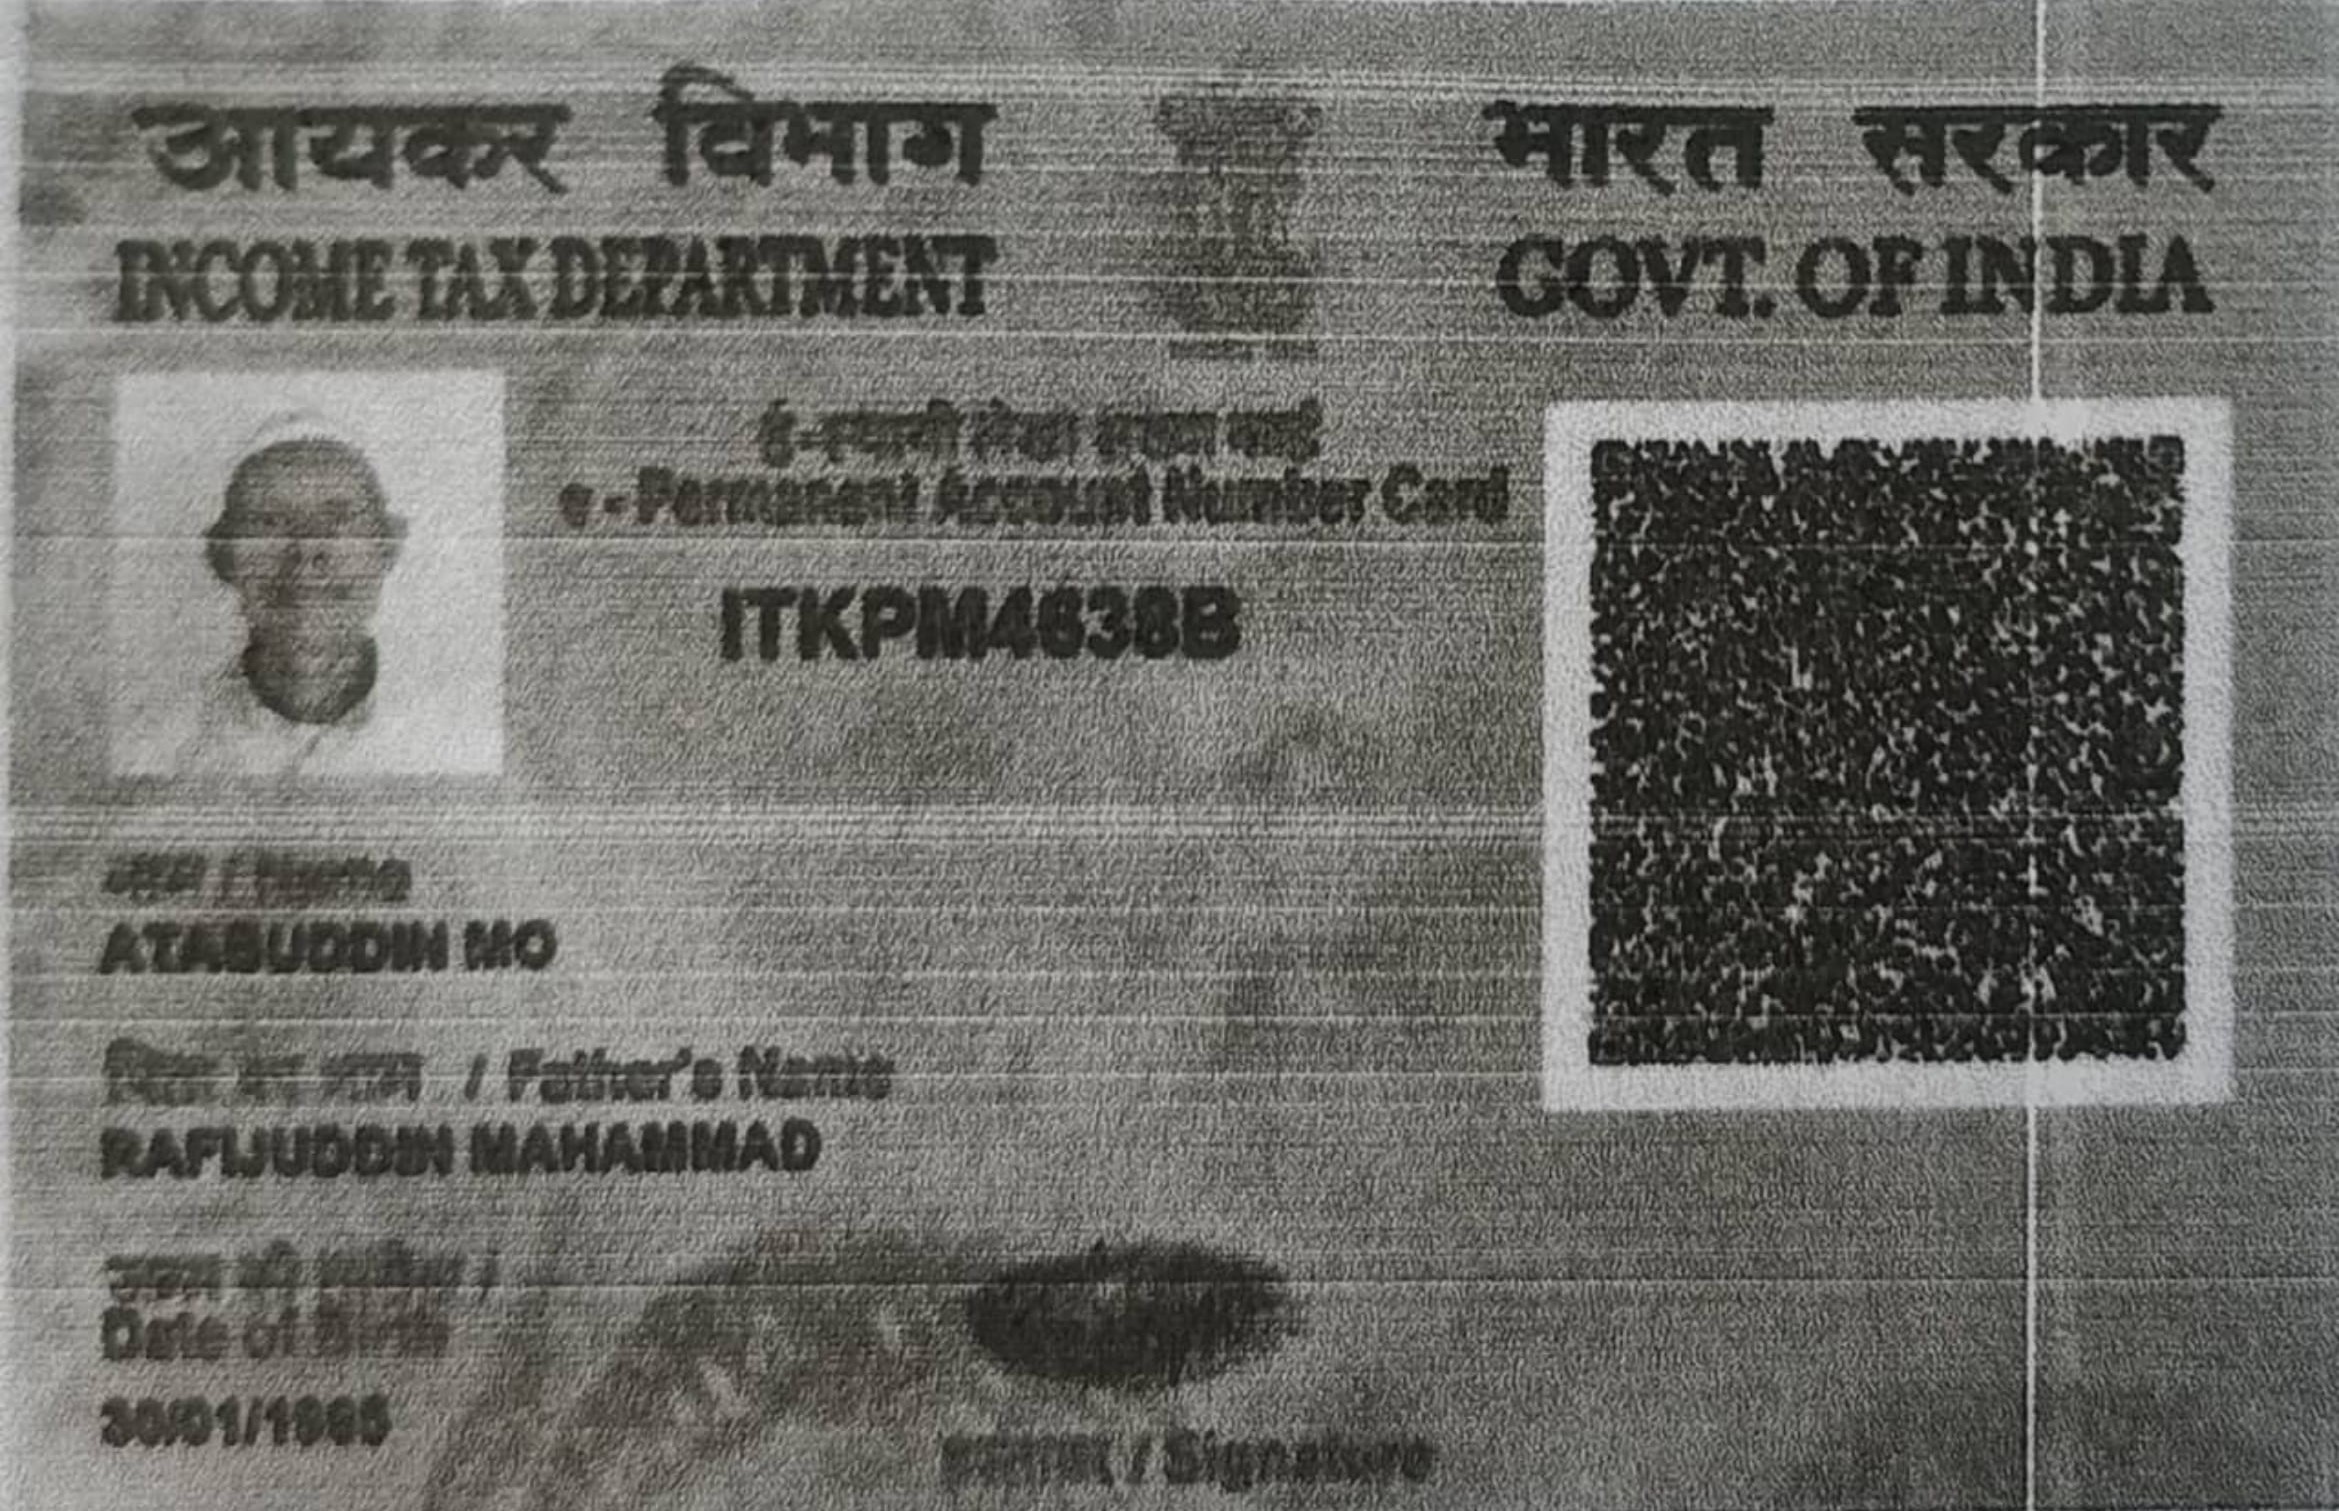 आयकर विभाग
INCOME TAX DEPARTMENT
भारत सरकार
GOVT. OF INDIA
ई-स्थायी लेखा संख्या कार्ड
e - Permanent Account Number Card
ITKPM4638B
नाम / Name
ATABUDDIN MO
पिता का नाम / Father's Name
RAFIJUDDIN MAHAMMAD
जन्म की तारीख /
Date of Birth
30/01/
हस्ताक्षर / Signature